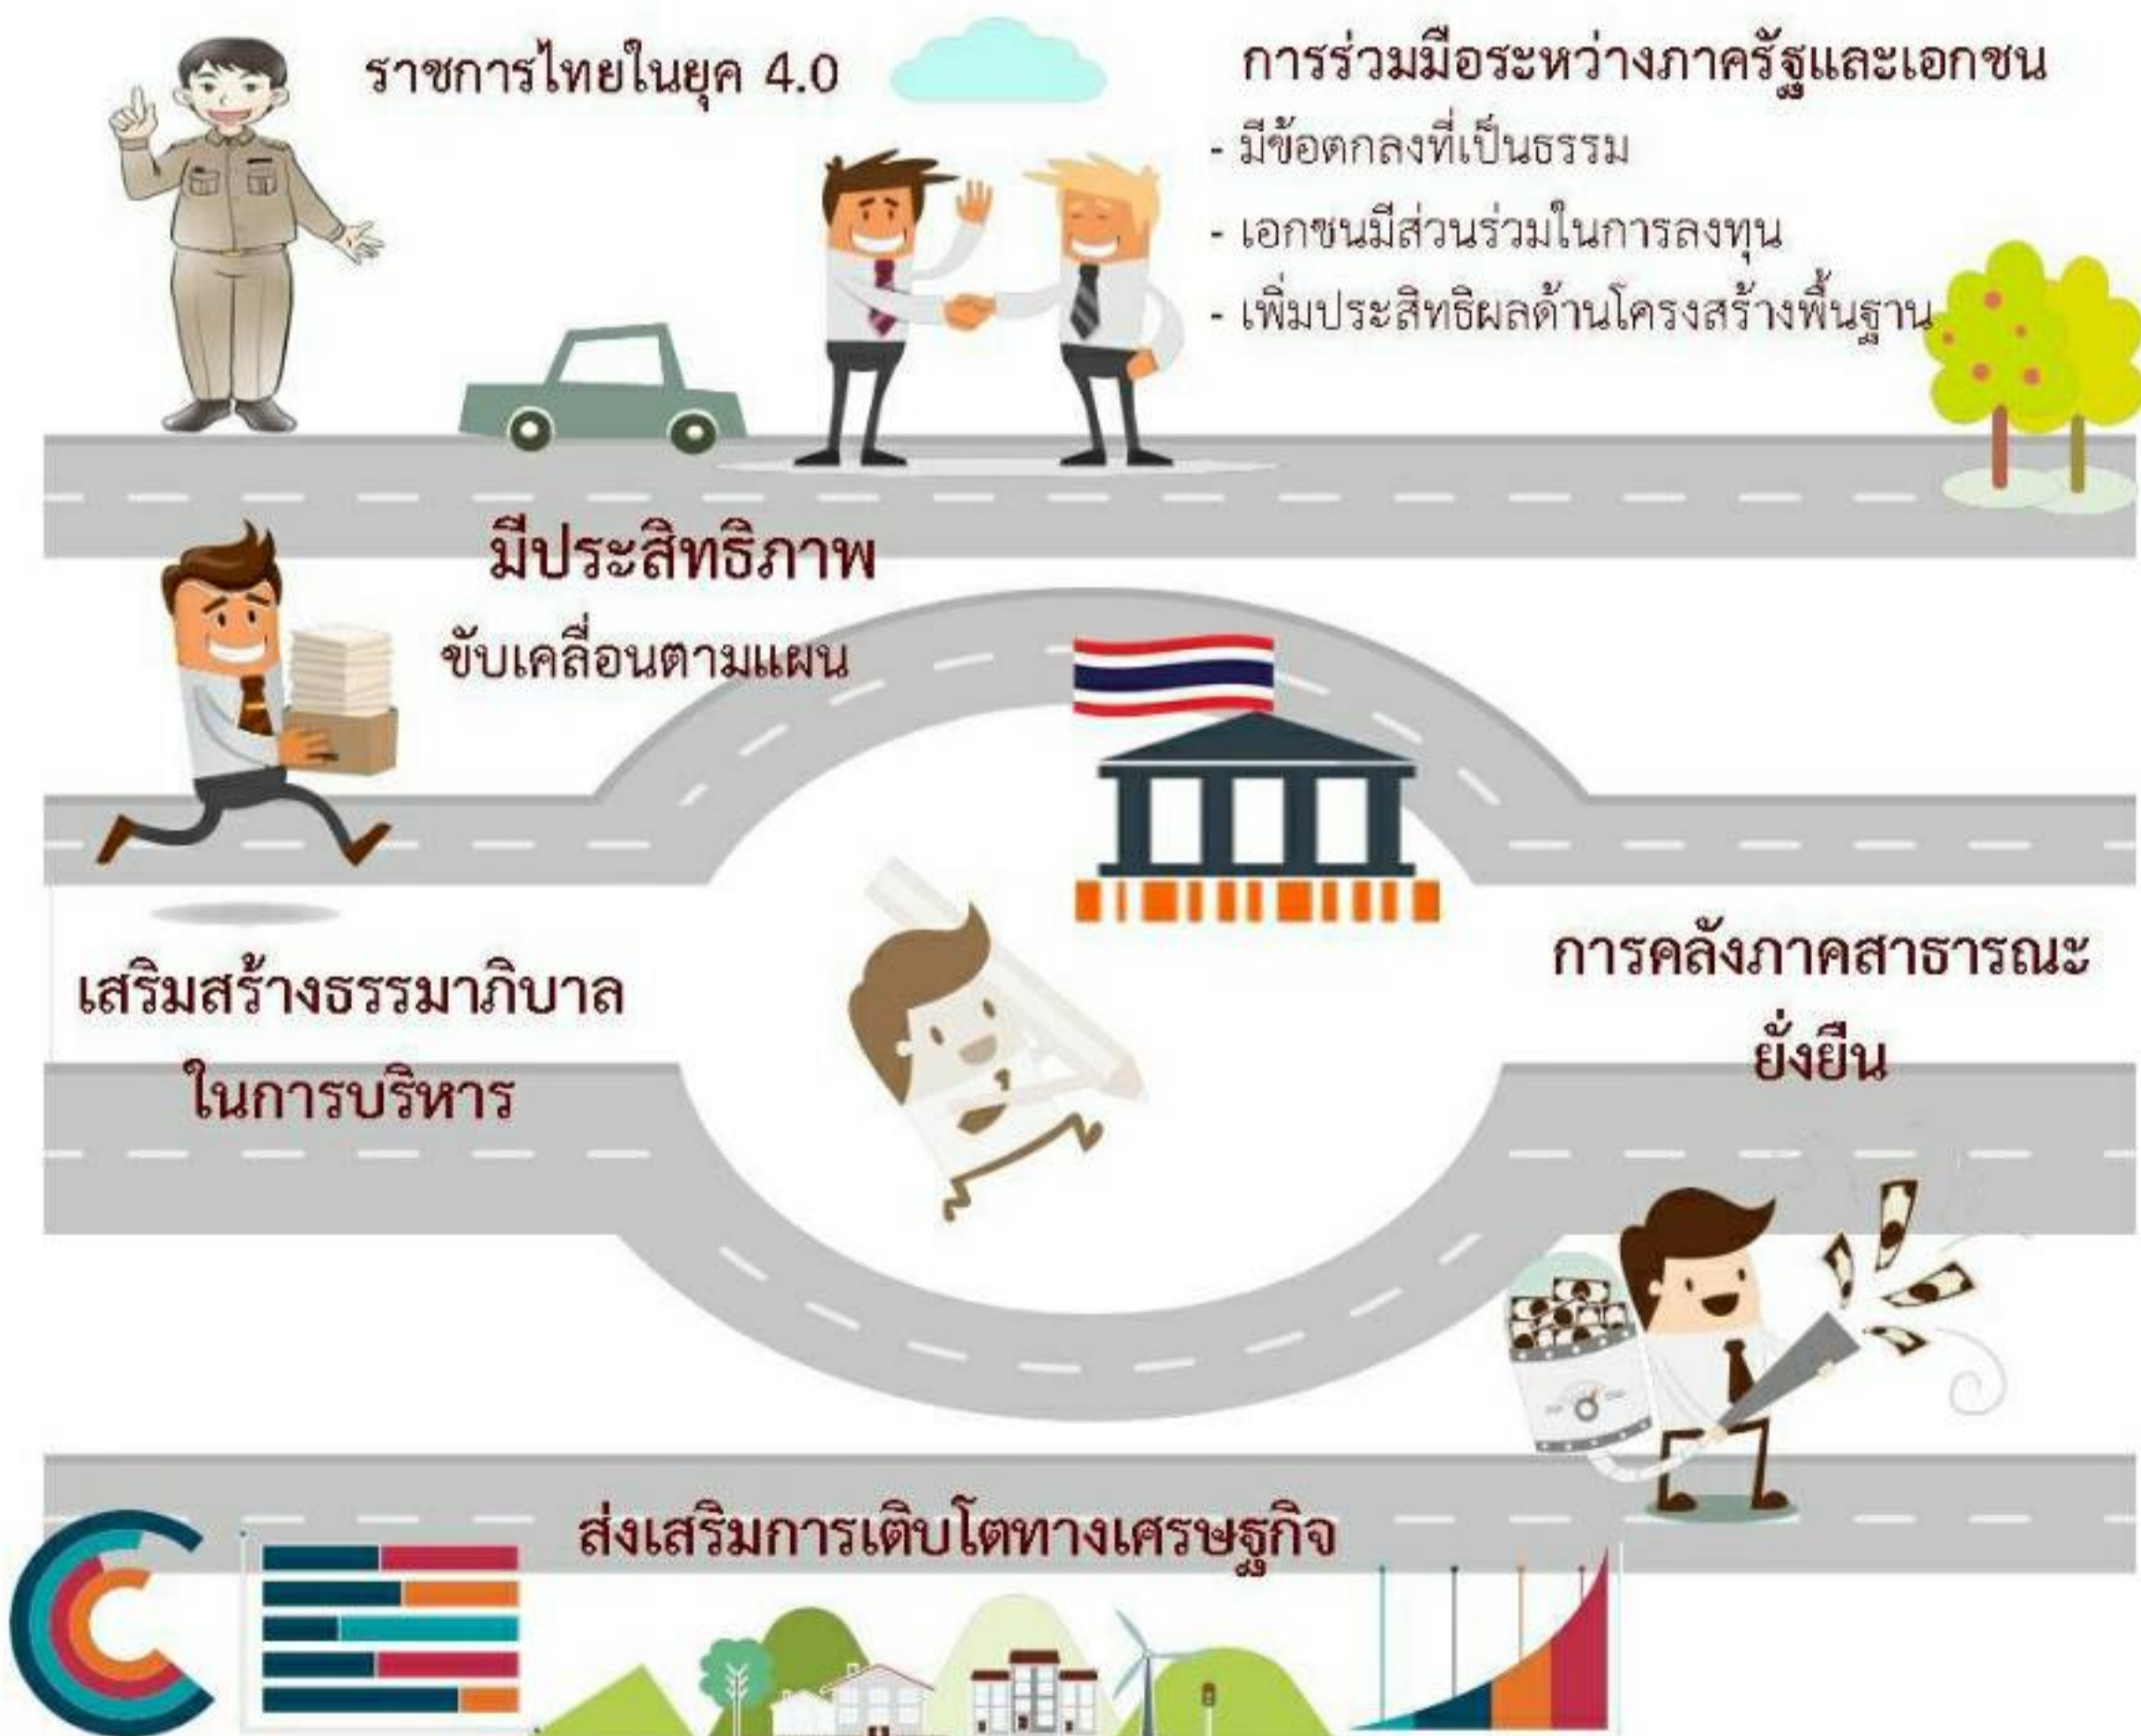 ราชการไทยในยุค 4.0
การร่วมมือระหว่างภาครัฐและเอกชน
- มีข้อตกลงที่เป็นธรรม
- เอกชนมีส่วนร่วมในการลงทุน
- เพิ่มประสิทธิผลด้านโครงสร้างพื้นฐาน
มีประสิทธิภาพ
ขับเคลื่อนตามแผน
เสริมสร้างธรรมาภิบาล
ในการบริหาร
การคลังภาคสาธารณะ
ยั่งยืน
ส่งเสริมการเติบโตทางเศรษฐกิจ